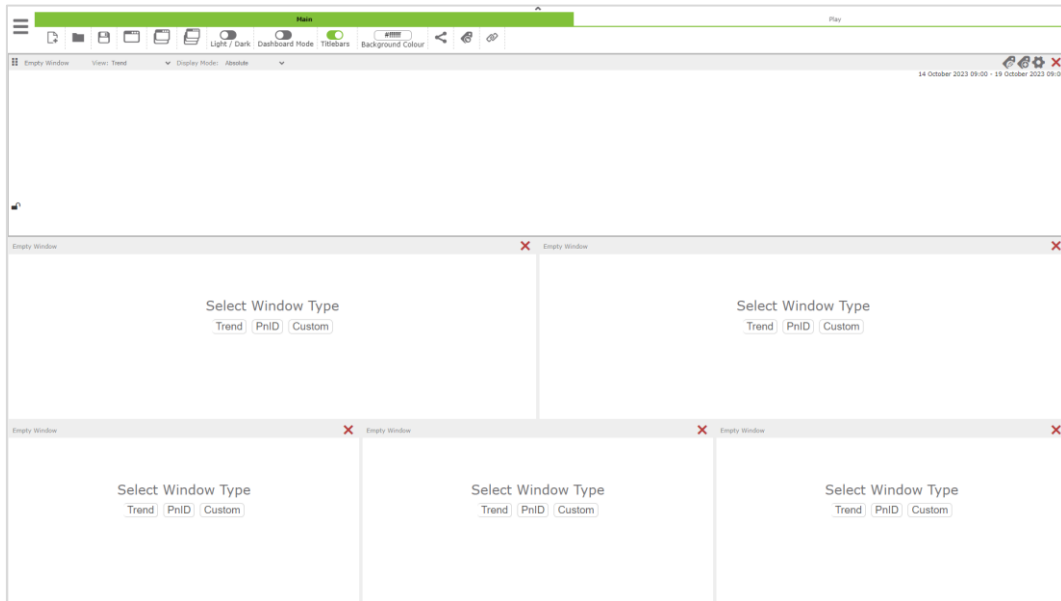 Main Play
Light / Dark Dashboard Mode Titlebars #ffffff Background Colour
Empty Window View: Trend Display Mode: Absolute
14 October 2023 09:00 - 19 October 2023 09:0
Empty Window Empty Window
Select Window Type Select Window Type
Trend PnID Custom Trend PnID Custom
Empty Window Empty Window Empty Window
Select Window Type Select Window Type Select Window Type
Trend PnID Custom Trend PnID Custom Trend PnID Custom